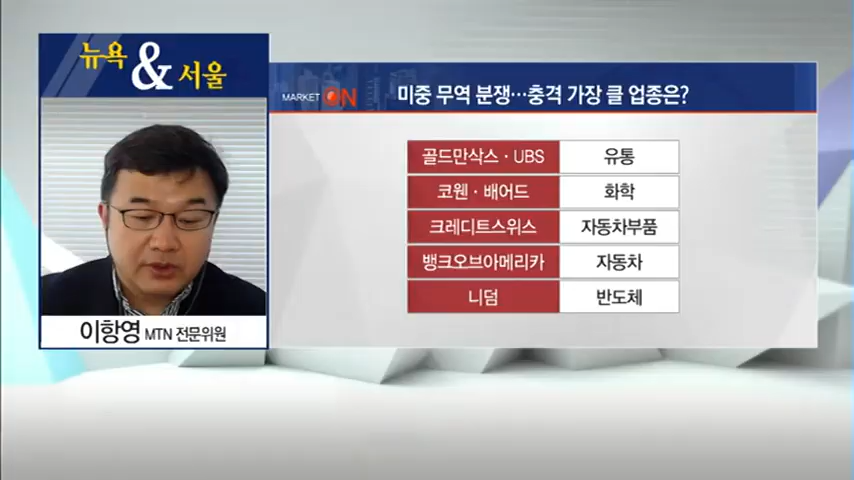 뉴욕 & 서울
MARKET ON
미중 무역 분쟁…충격 가장 클 업종은?
골드만삭스·UBS 유통
코웬·배어드 화학
크레디트스위스 자동차부품
뱅크오브아메리카 자동차
니덤 반도체
이항영 MTN 전문위원